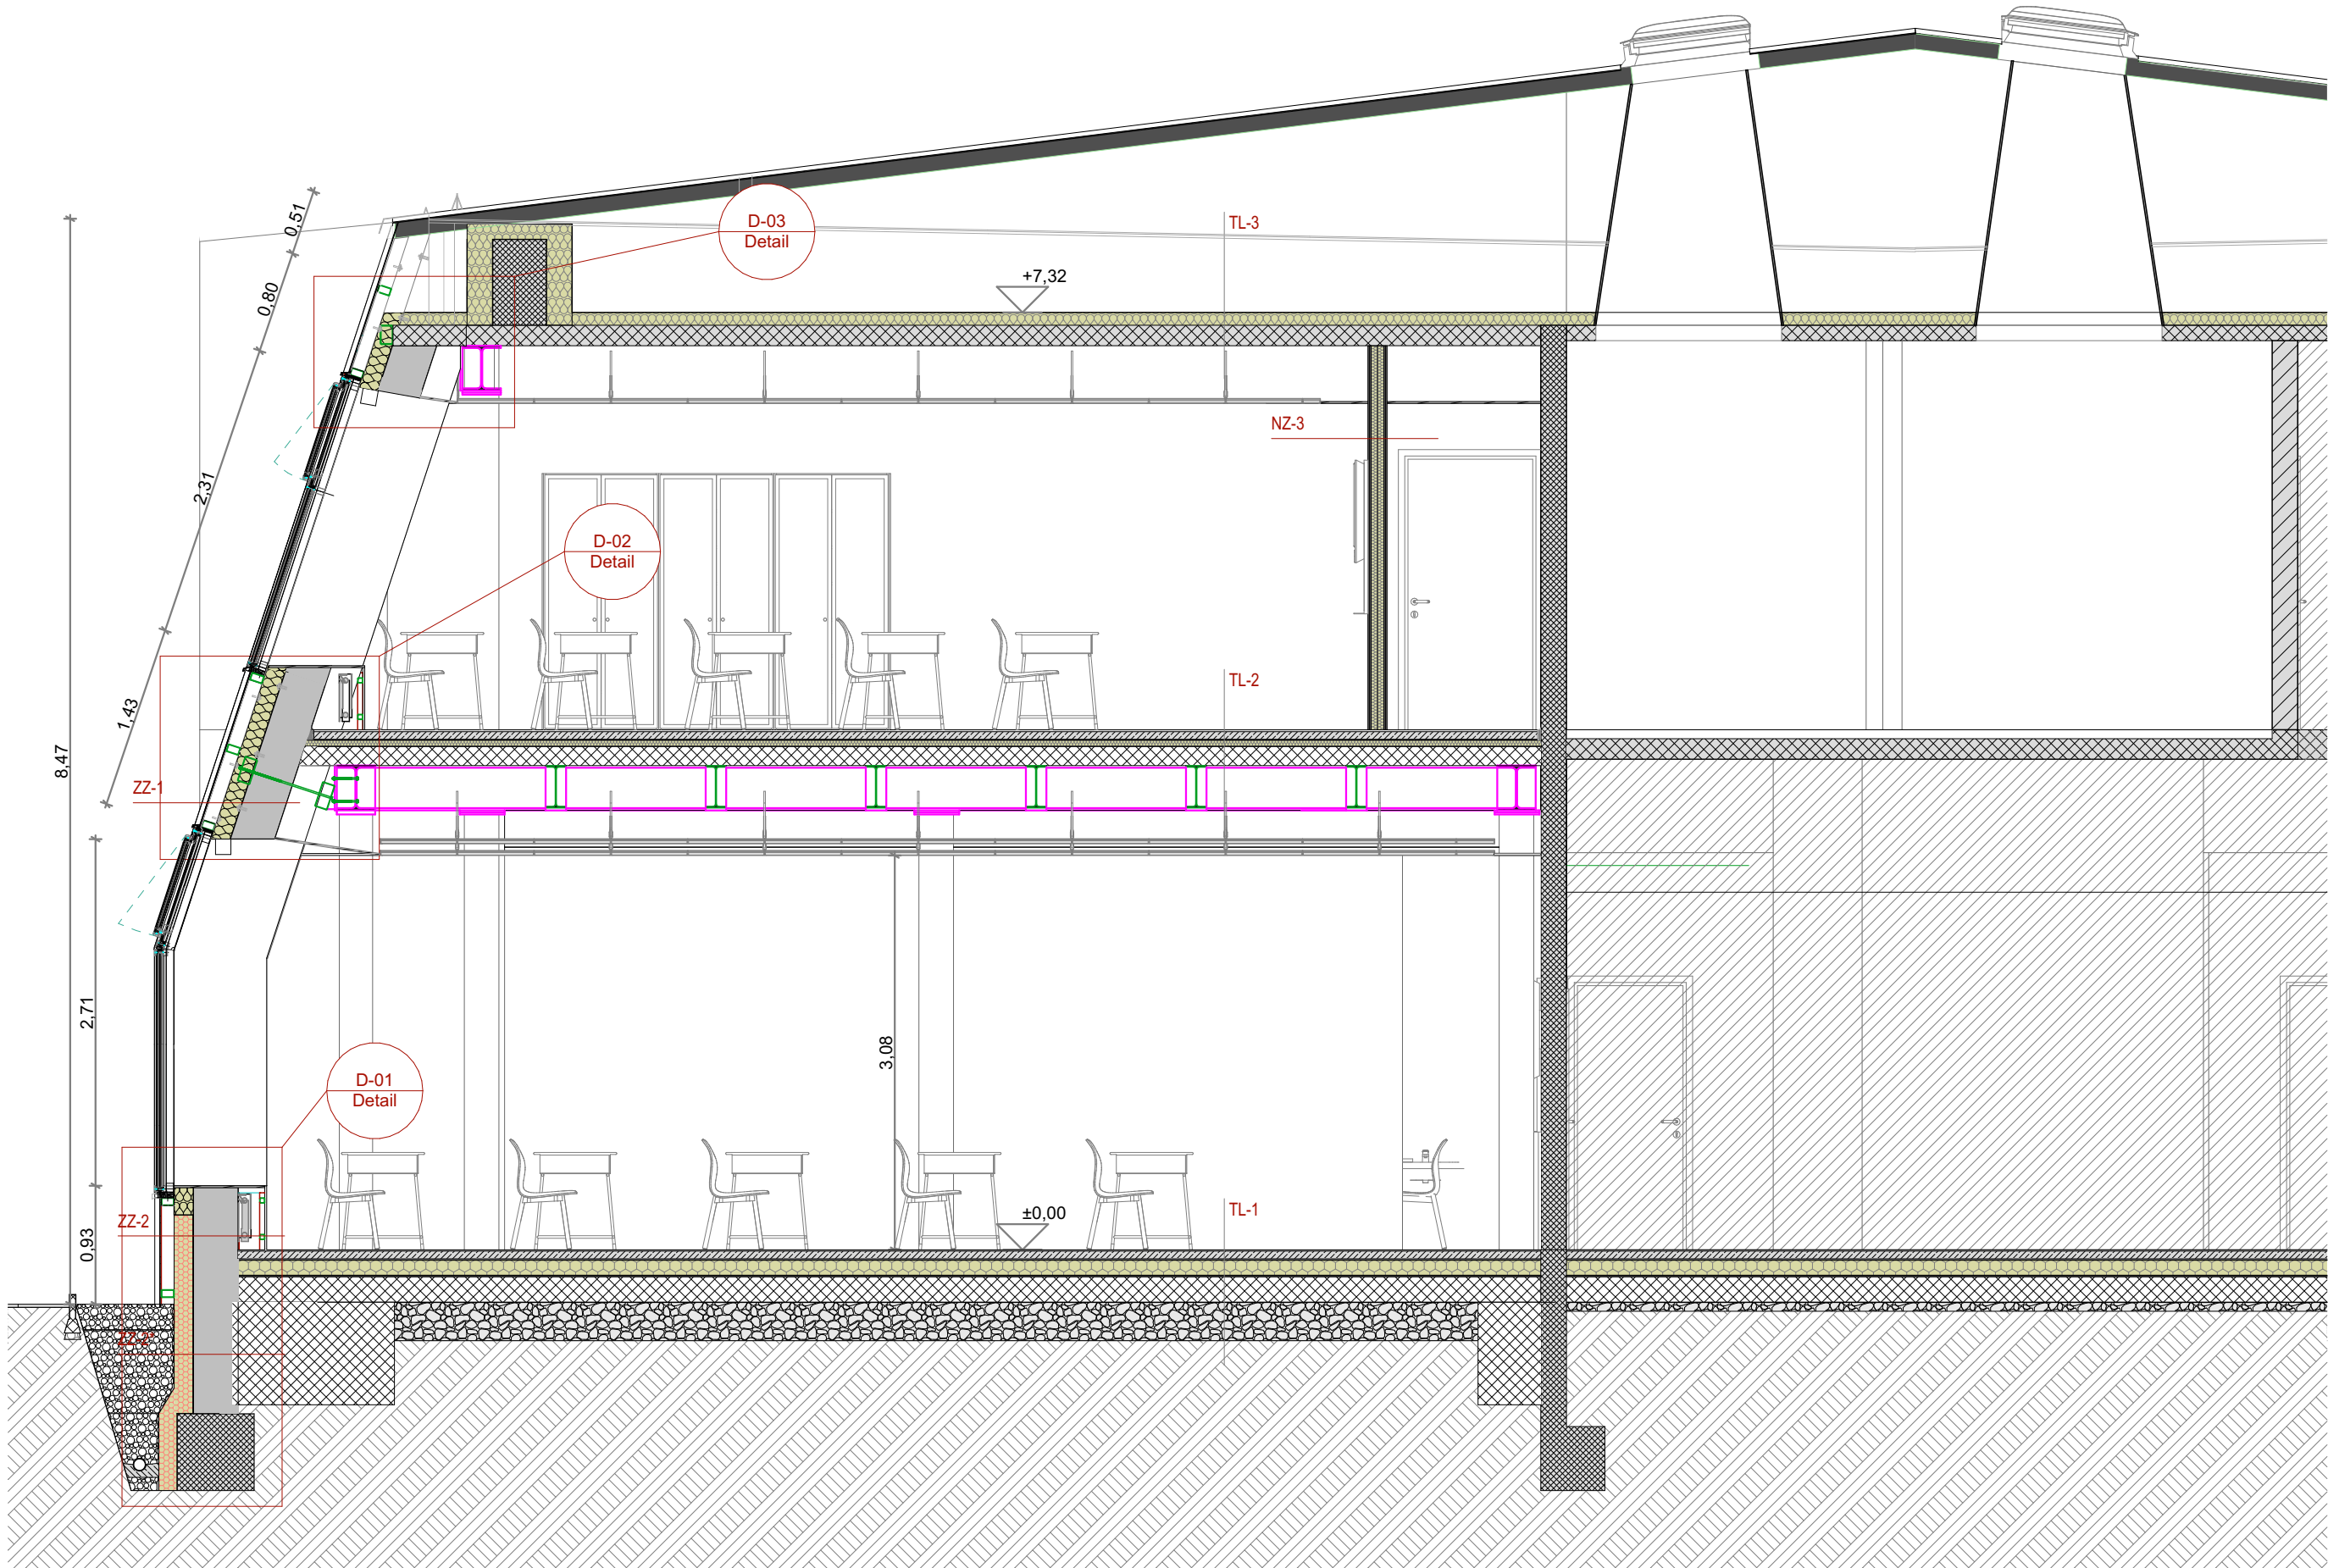 0,51
D-03
Detail
TL-3
+7,32
0,80
NZ-3
2,31
D-02
Detail
TL-2
1,43
8,47
ZZ-1
2,71
3,08
D-01
Detail
TL-1
±0,00
ZZ-2
0,93